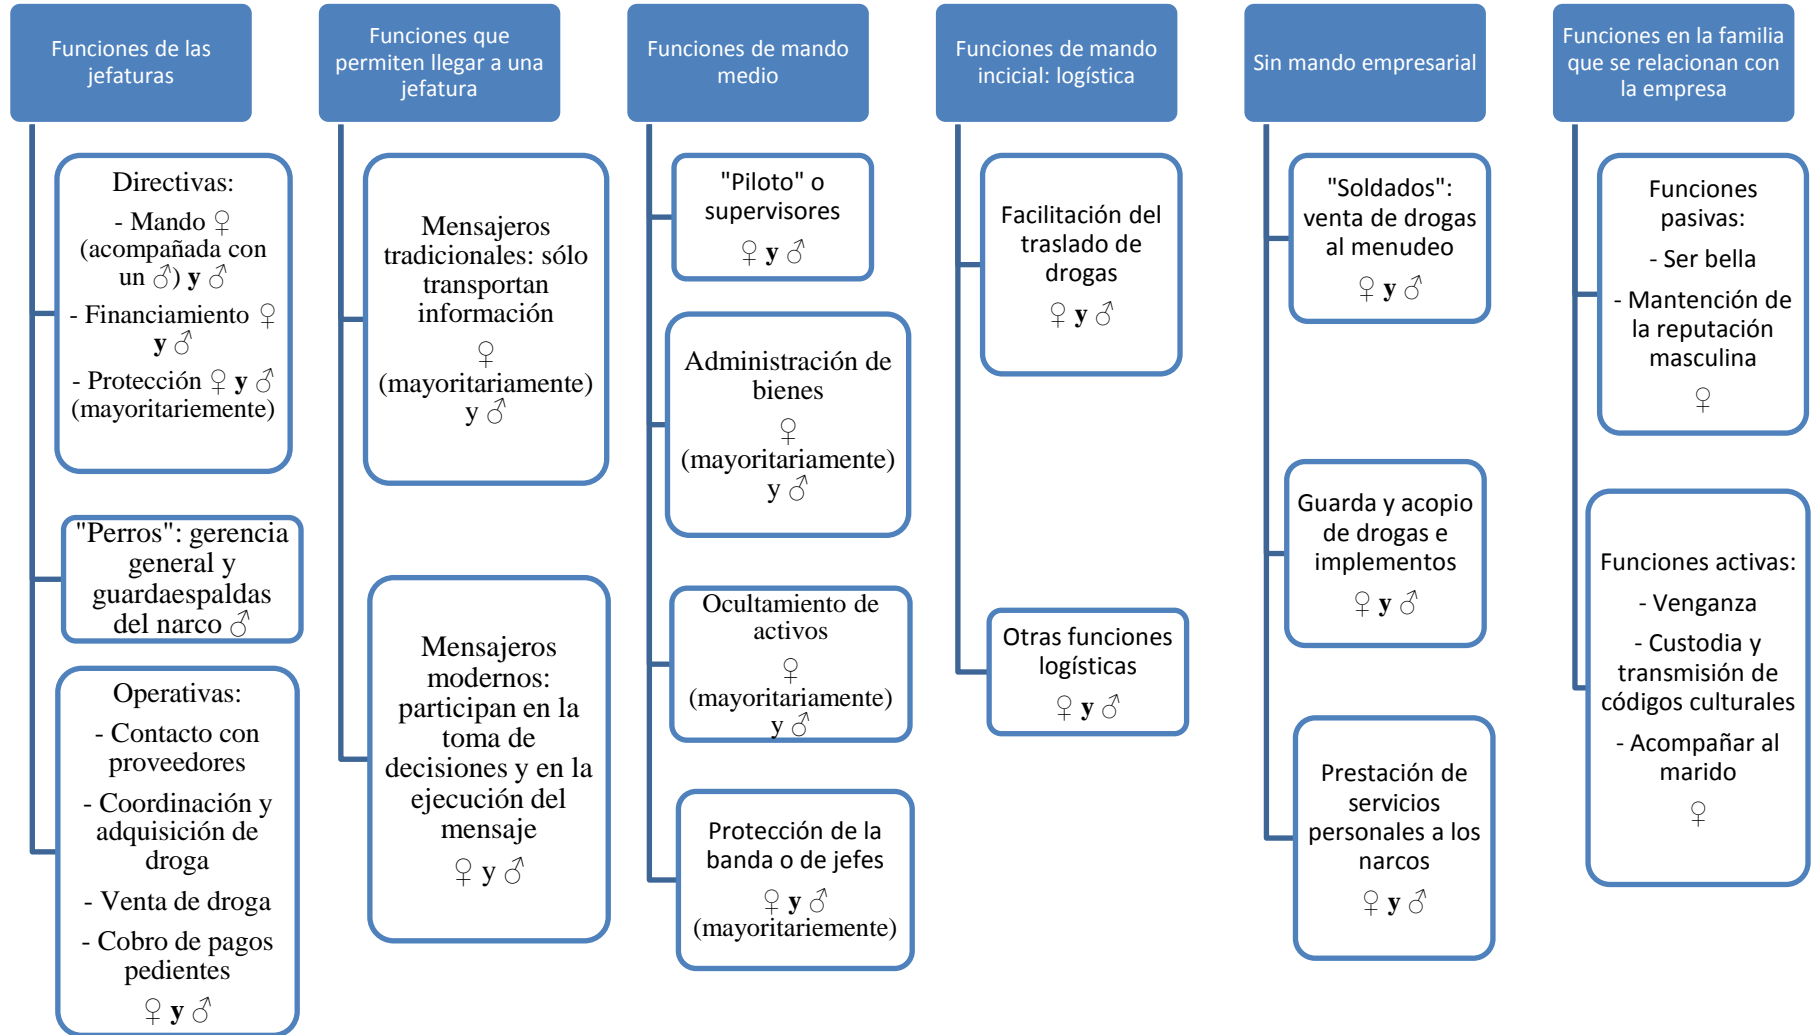 Funciones de las
jefaturas
Directivas:
- Mando ♀
(acompañada con
un ♂) y ♂
- Financiamiento ♀
y ♂
- Protección ♀ y ♂
(mayoritariemente)
"Perros": gerencia
general y
guardaespaldas
del narco ♂
Operativas:
- Contacto con
proveedores
- Coordinación y
adquisición de
droga
- Venta de droga
- Cobro de pagos
pedientes
♀ y ♂
Funciones que
permiten llegar a una
jefatura
Mensajeros
tradicionales: sólo
transportan
información
♀
(mayoritariamente)
y ♂
Mensajeros
modernos:
participan en la
toma de
decisiones y en la
ejecución del
mensaje
♀ y ♂
Funciones de mando
medio
"Piloto" o
supervisores
♀ y ♂
Administración de
bienes
♀
(mayoritariamente)
y ♂
Ocultamiento de
activos
♀
(mayoritariamente)
y ♂
Protección de la
banda o de jefes
♀ y ♂
(mayoritariemente)
Funciones de mando
incicial: logística
Facilitación del
traslado de
drogas
♀ y ♂
Otras funciones
logísticas
♀ y ♂
Sin mando empresarial
"Soldados":
venta de drogas
al menudeo
♀ y ♂
Guarda y acopio
de drogas e
implementos
♀ y ♂
Prestación de
servicios
personales a los
narcos
♀ y ♂
Funciones en la familia
que se relacionan con
la empresa
Funciones
pasivas:
- Ser bella
- Mantención de
la reputación
masculina
♀
Funciones activas:
- Venganza
- Custodia y
transmisión de
códigos culturales
- Acompañar al
marido
♀